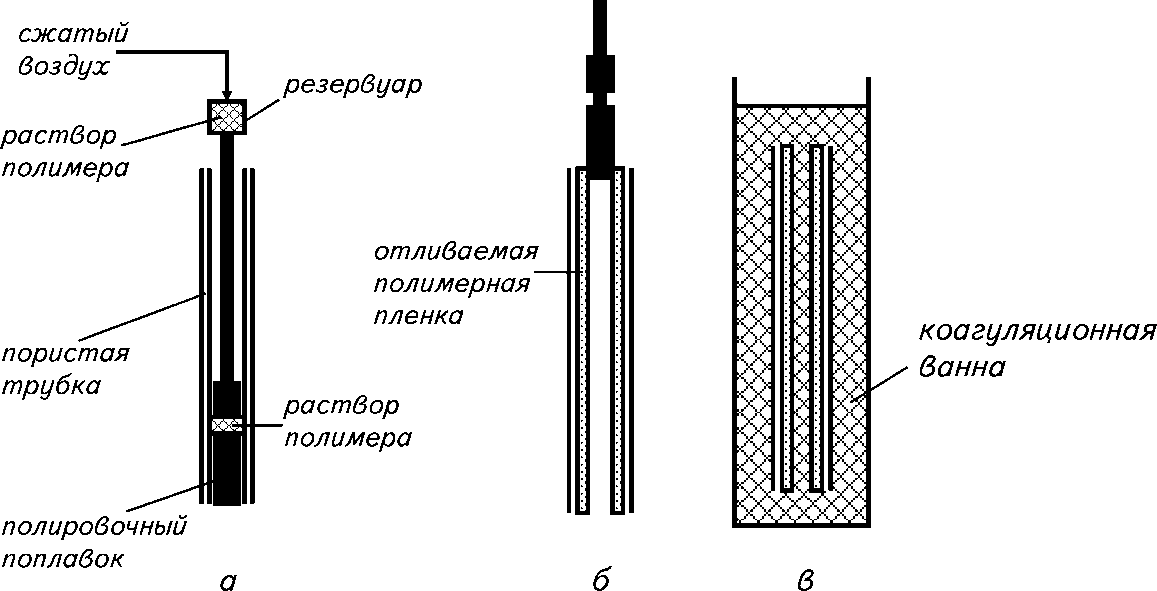 сжатый
воздух
резервуар
раствор
полимера
пористая
трубка
раствор
полимера
полировочный
поплавок
а
отливаемая
полимерная
пленка
б
коагуляционная
ванна
в